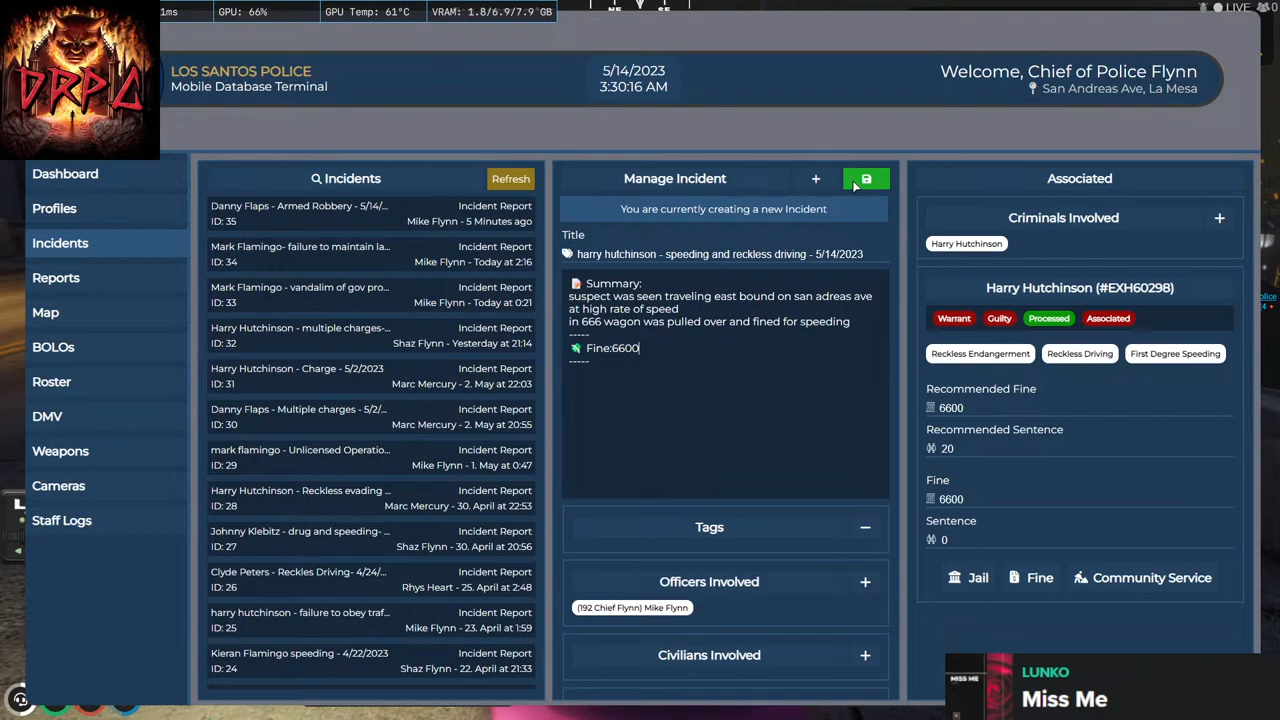 1ms
GPU: 66%
GPU Temp: 61°C
VRAM: 1.8/6.9/7.9 GB
LIVE
0
DRPC
LOS SANTOS POLICE
Mobile Database Terminal
5/14/2023
3:30:16 AM
Welcome, Chief of Police Flynn
San Andreas Ave, La Mesa
Dashboard
Profiles
Incidents
Reports
Map
BOLOs
Roster
DMV
Weapons
Cameras
Staff Logs
Incidents
Refresh
Danny Flaps - Armed Robbery - 5/14/...
Incident Report
ID: 35
Mike Flynn - 5 Minutes ago
Mark Flamingo- failure to maintain la...
Incident Report
ID: 34
Mike Flynn - Today at 2:16
Mark Flamingo - vandalim of gov pro...
Incident Report
ID: 33
Mike Flynn - Today at 0:21
Harry Hutchinson - multiple charges-...
Incident Report
ID: 32
Shaz Flynn - Yesterday at 21:14
Harry Hutchinson - Charge - 5/2/2023
Incident Report
ID: 31
Marc Mercury - 2. May at 22:03
Danny Flaps - Multiple charges - 5/2/...
Incident Report
ID: 30
Marc Mercury - 2. May at 20:55
mark flamingo - Unlicensed Operatio...
Incident Report
ID: 29
Mike Flynn - 1. May at 0:47
Harry Hutchinson - Reckless evading ...
Incident Report
ID: 28
Marc Mercury - 30. April at 22:53
Johnny Klebitz - drug and speeding- ...
Incident Report
ID: 27
Shaz Flynn - 30. April at 20:56
Clyde Peters - Reckles Driving- 4/24/...
Incident Report
ID: 26
Rhys Heart - 25. April at 2:48
harry hutchinson - failure to obey traf...
Incident Report
ID: 25
Mike Flynn - 23. April at 1:59
Kieran Flamingo speeding - 4/22/2023
Incident Report
ID: 24
Shaz Flynn - 22. April at 21:33
Manage Incident
+
You are currently creating a new Incident
Title
harry hutchinson - speeding and reckless driving - 5/14/2023
Summary:
suspect was seen traveling east bound on san adreas ave
at high rate of speed
in 666 wagon was pulled over and fined for speeding
-----
Fine:6600
-----
Tags
Officers Involved
(192 Chief Flynn) Mike Flynn
Civilians Involved
Associated
Criminals Involved
Harry Hutchinson
Harry Hutchinson (#EXH60298)
Warrant Guilty Processed Associated
Reckless Endangerment Reckless Driving First Degree Speeding
Recommended Fine
6600
Recommended Sentence
20
Fine
6600
Sentence
0
Jail Fine Community Service
MISS ME
LUNKO
Miss Me